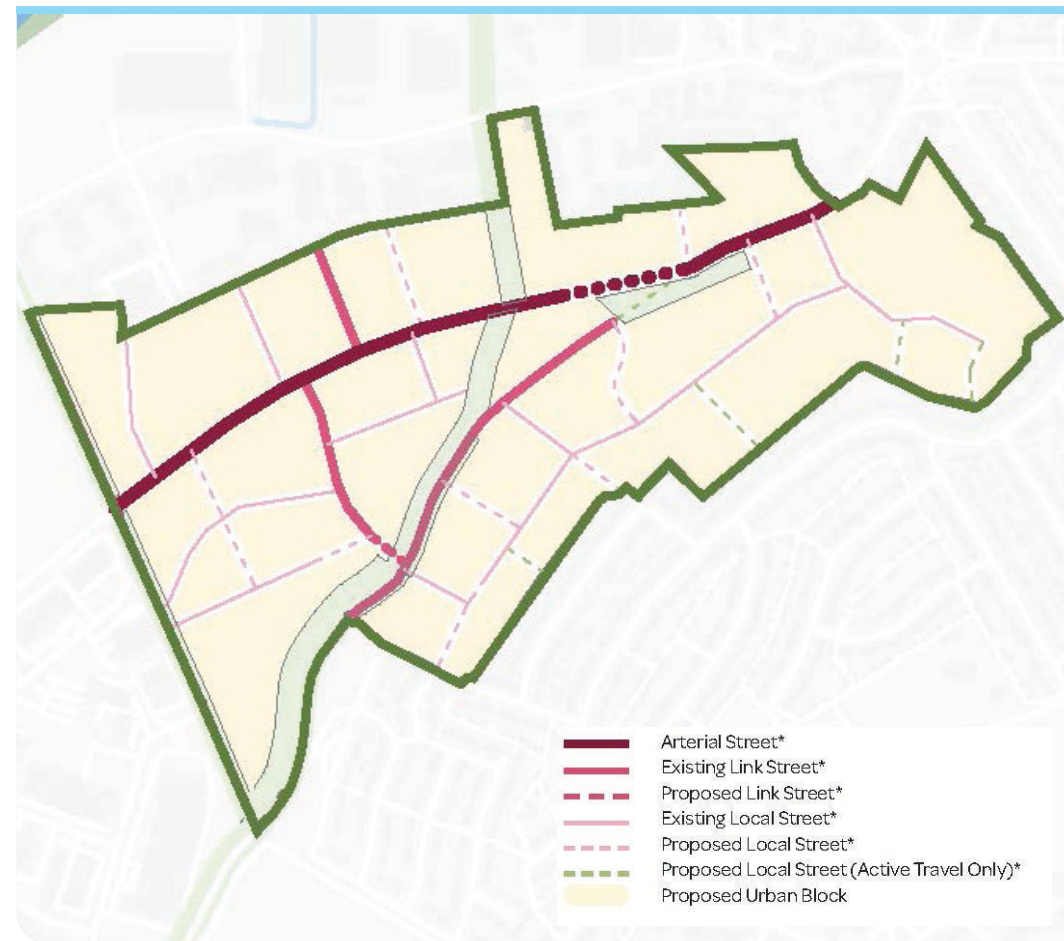 Arterial Street*
Existing Link Street*
Proposed Link Street*
Existing Local Street*
Proposed Local Street*
Proposed Local Street (Active Travel Only)*
Proposed Urban Block